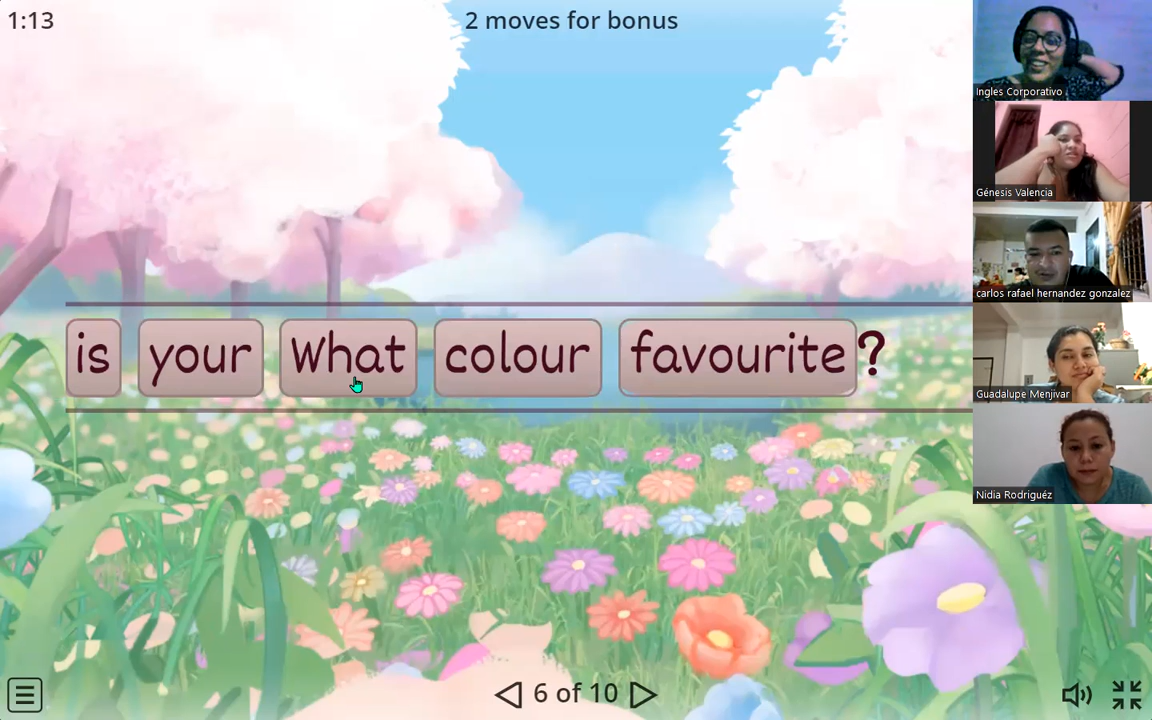 1:13
2 moves for bonus
is your What colour favourite?
6 of 10
Ingles Corporativo
Génesis Valencia
carlos rafael hernandez gonzalez
Guadalupe Menjivar
Nidia Rodriguéz